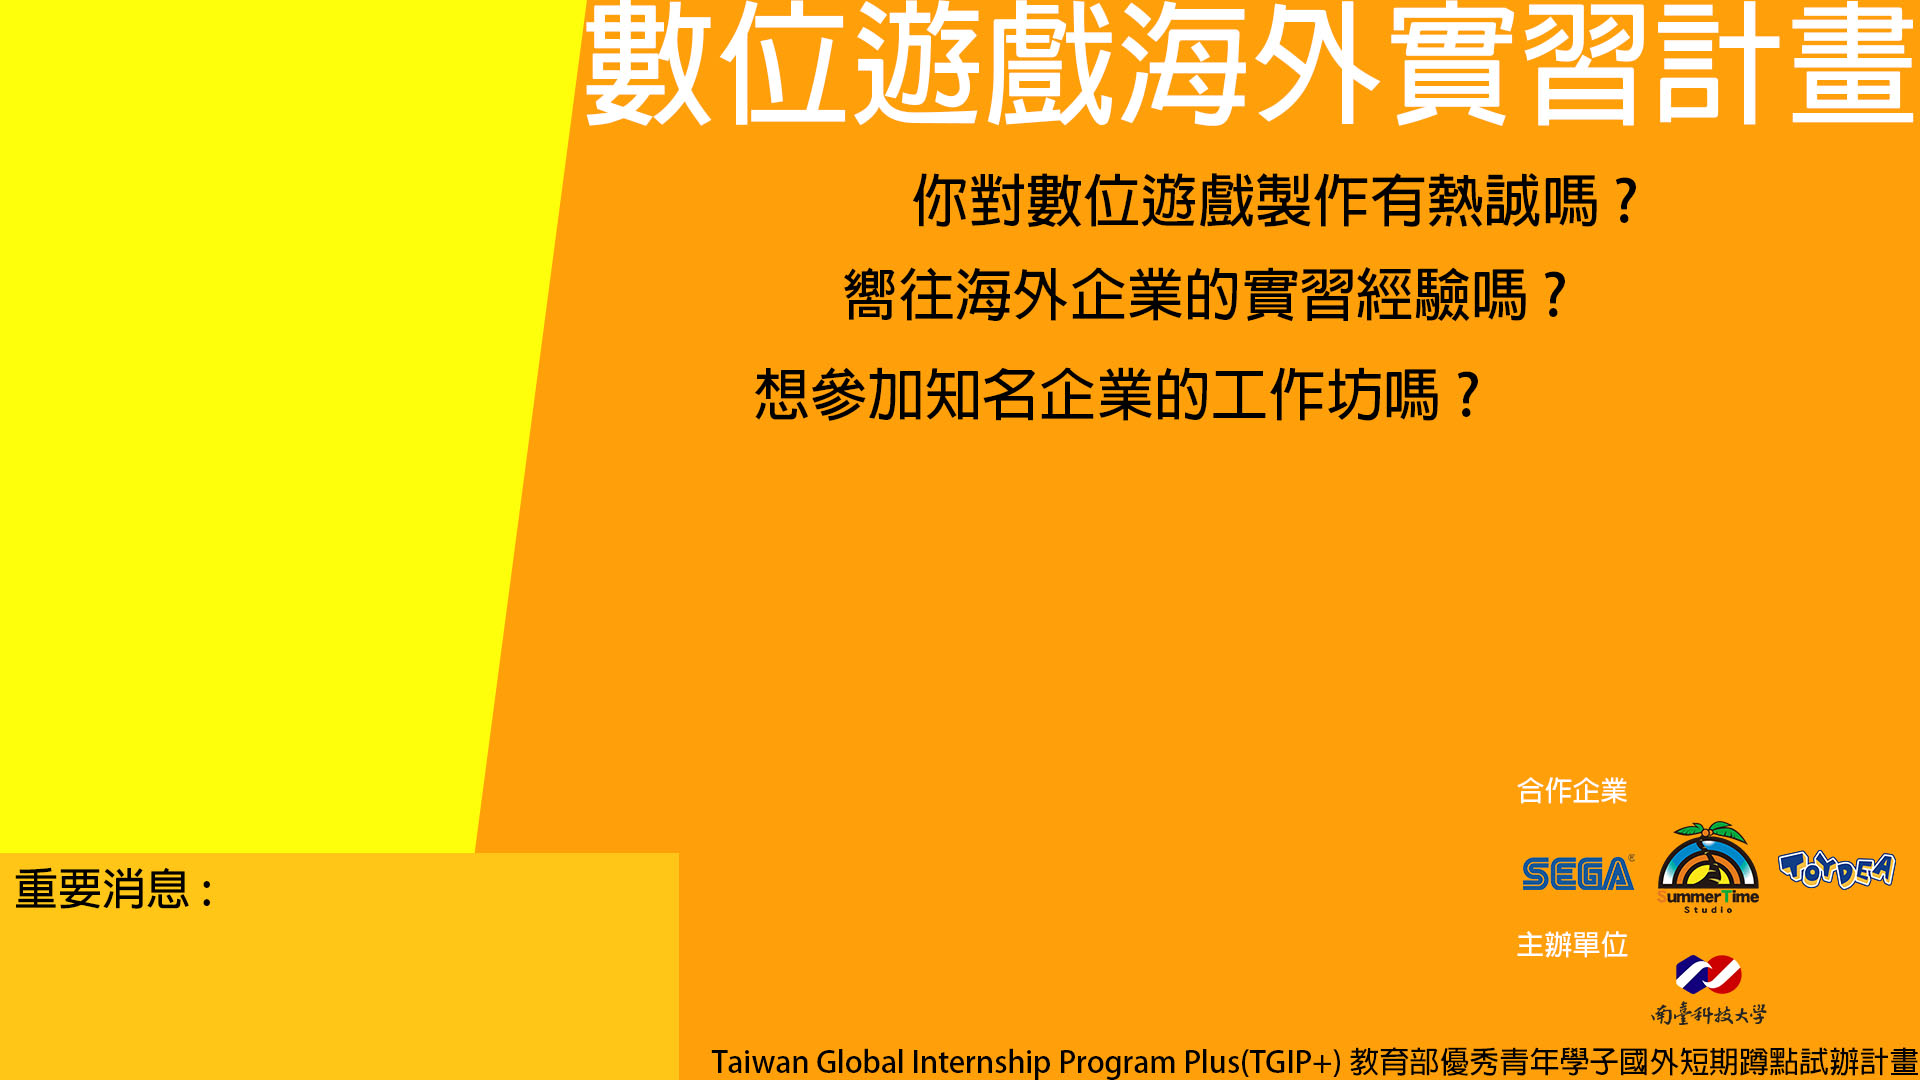 數位遊戲海外實習計畫
你對數位遊戲製作有熱誠嗎？
嚮往海外企業的實習經驗嗎？
想參加知名企業的工作坊嗎？
合作企業
SEGA®
SummerTime
Studio
TOYDEA
重要消息：
主辦單位
南臺科技大學
Taiwan Global Internship Program Plus(TGIP+) 教育部優秀青年學子國外短期蹲點試辦計畫